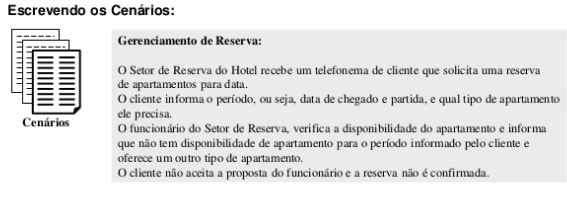 Escrevendo os Cenários:
Gerenciamento de Reserva:
O Setor de Reserva do Hotel recebe um telefonema de cliente que solicita uma reserva
de apartamentos para data.
O cliente informa o período, ou seja, data de chegado e partida, e qual tipo de apartamento
ele precisa.
O funcionário do Setor de Reserva, verifica a disponibilidade do apartamento e informa
que não tem disponibilidade de apartamento para o período informado pelo cliente e
oferece um outro tipo de apartamento.
O cliente não aceita a proposta do funcionário e a reserva não é confirmada.
Cenários